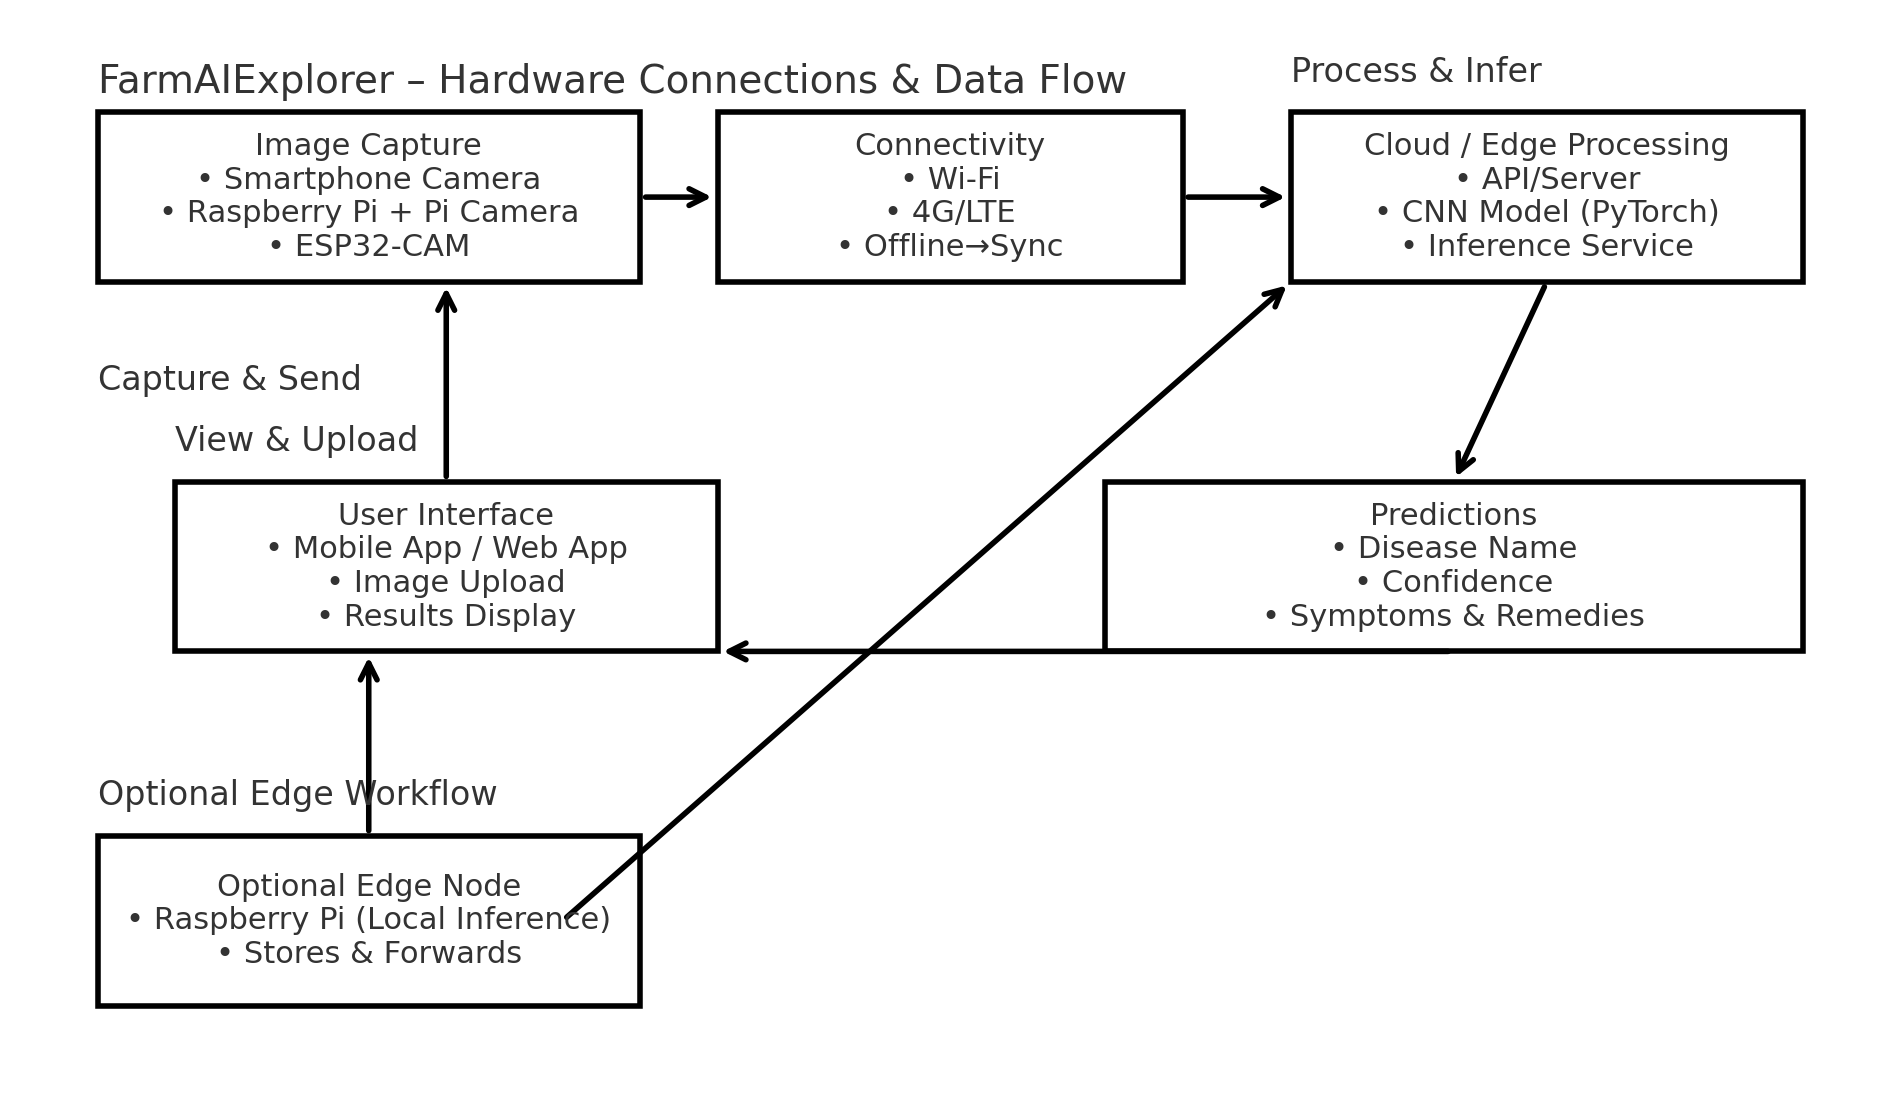 FarmAIExplorer – Hardware Connections & Data Flow
Process & Infer
Image Capture
• Smartphone Camera
• Raspberry Pi + Pi Camera
• ESP32-CAM
Connectivity
• Wi-Fi
• 4G/LTE
• Offline→Sync
Cloud / Edge Processing
• API/Server
• CNN Model (PyTorch)
• Inference Service
Capture & Send
View & Upload
User Interface
• Mobile App / Web App
• Image Upload
• Results Display
Predictions
• Disease Name
• Confidence
• Symptoms & Remedies
Optional Edge Workflow
Optional Edge Node
• Raspberry Pi (Local Inference)
• Stores & Forwards